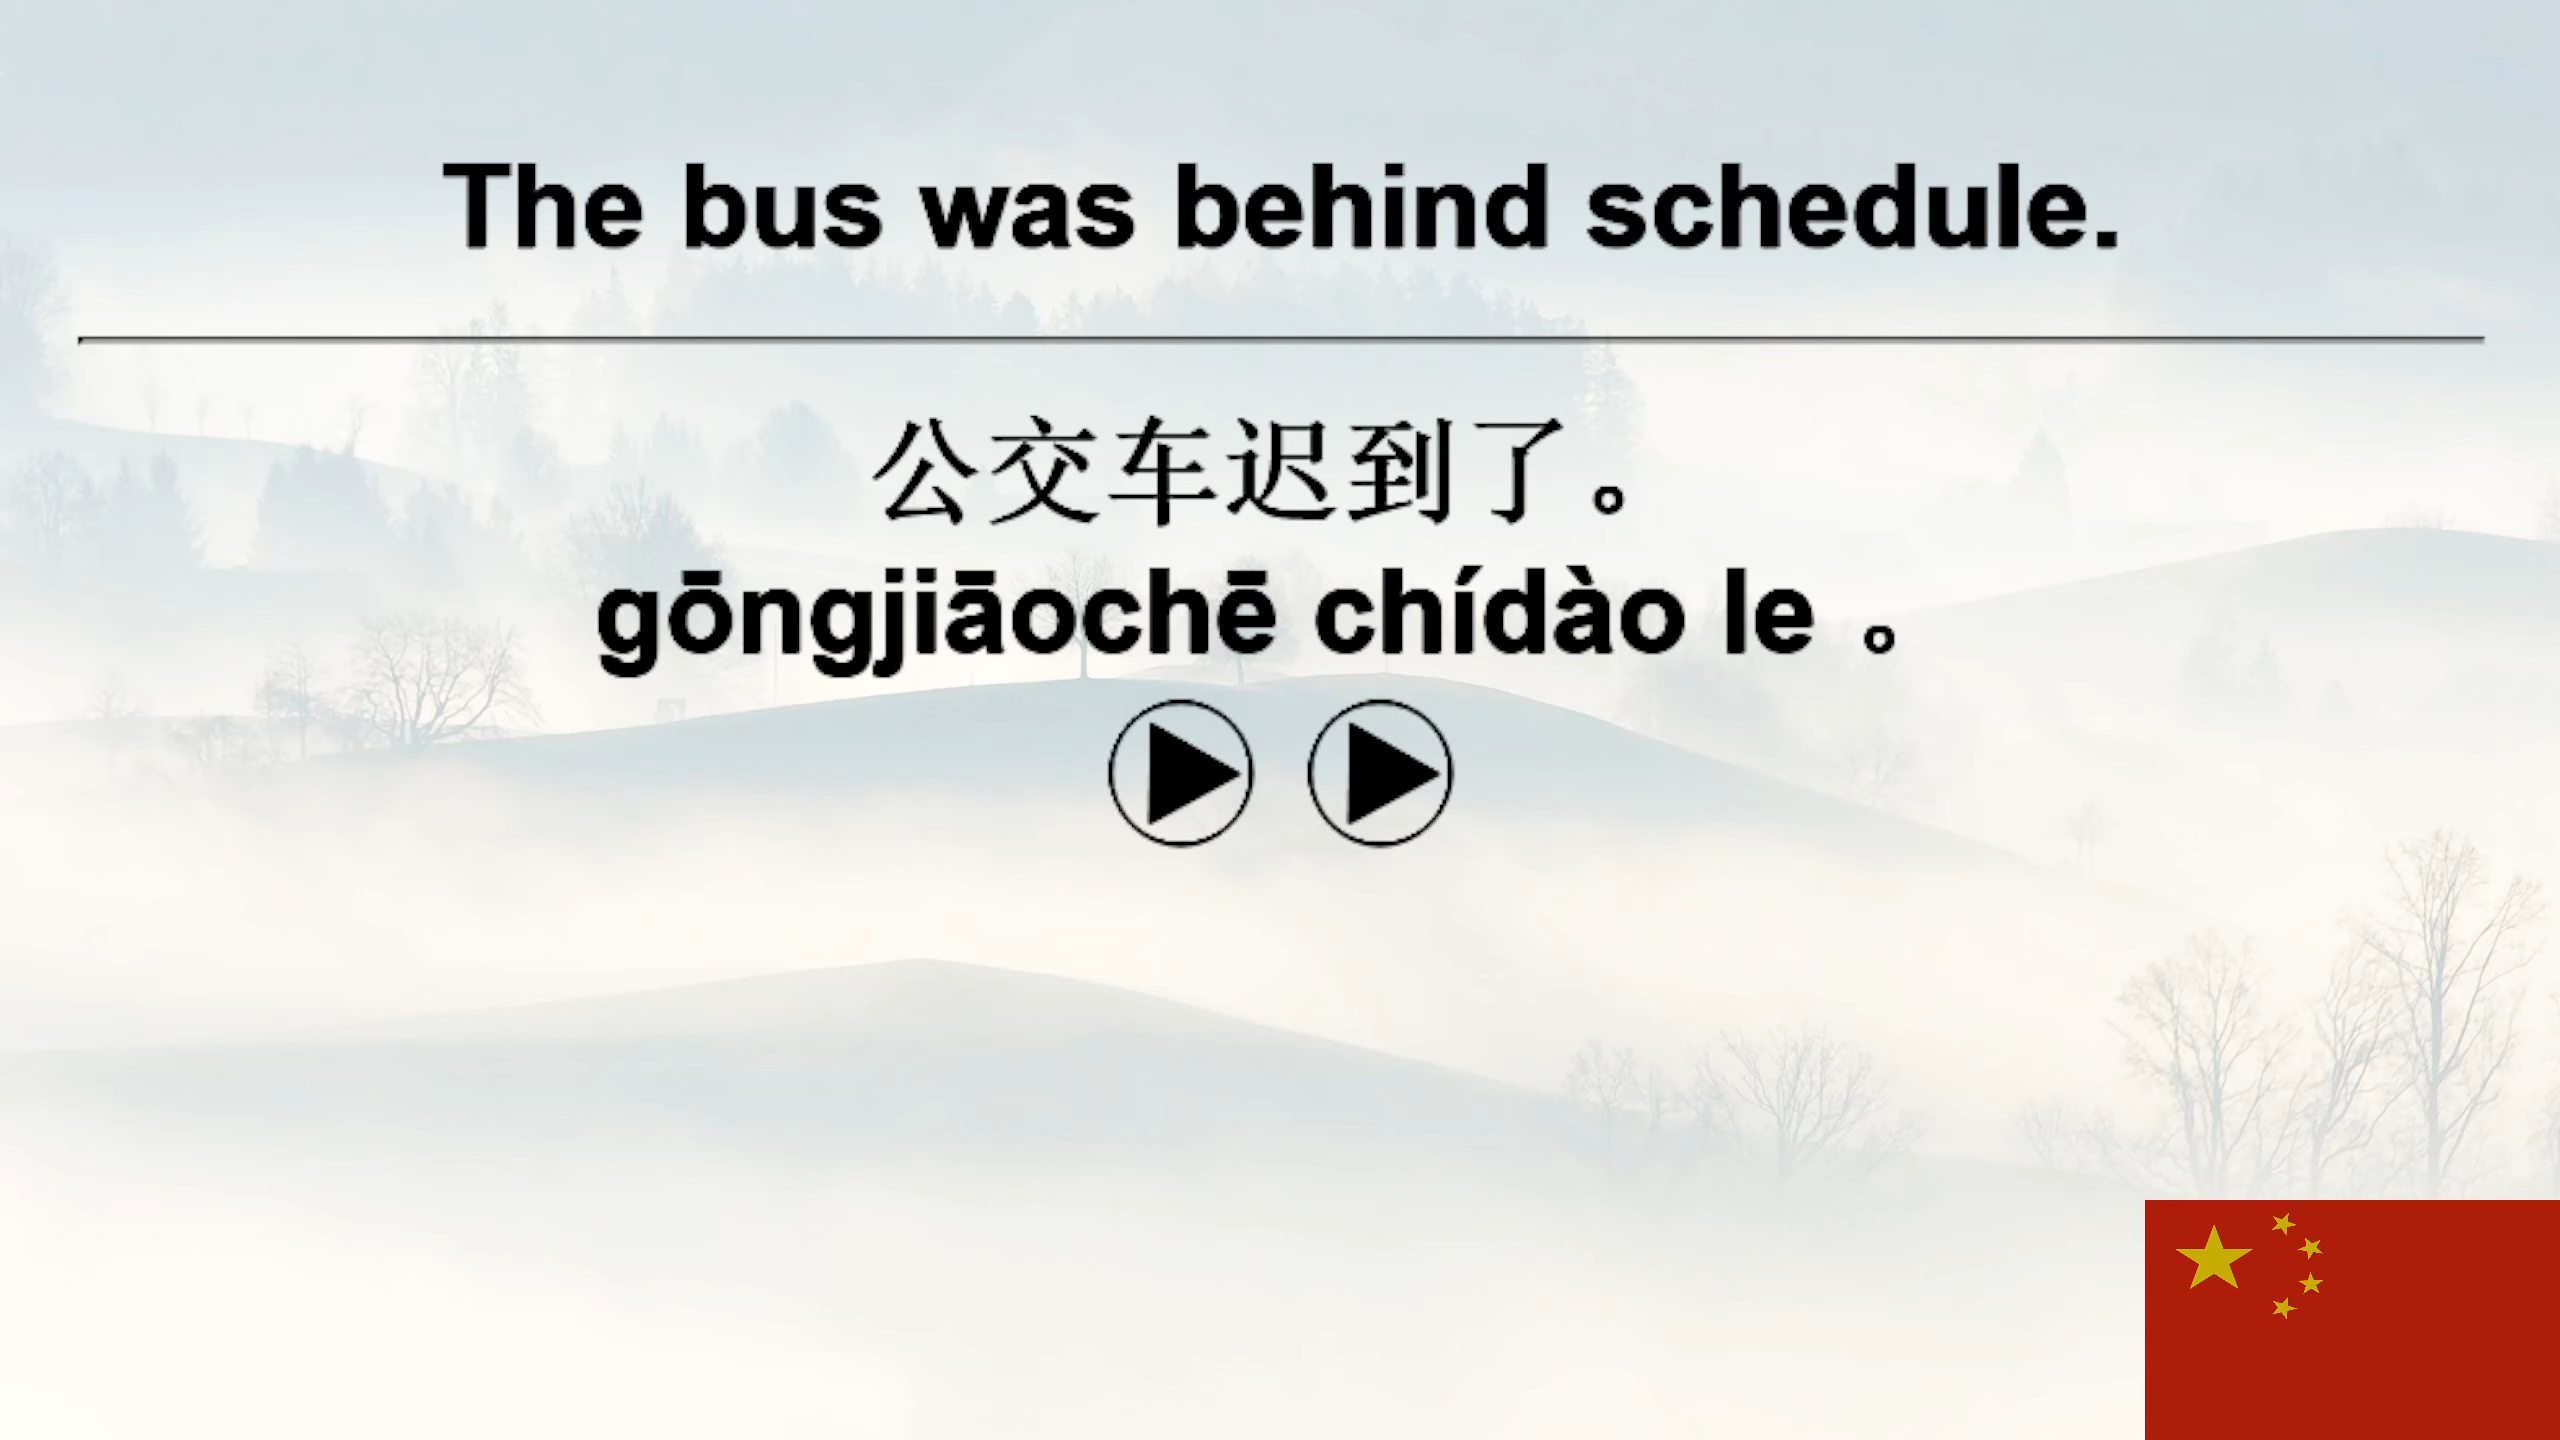 The bus was behind schedule.
公交车迟到了。
gōngjiāochē chídào le 。